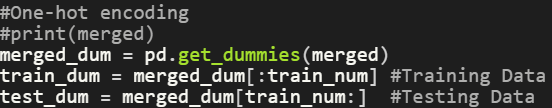 #One-hot encoding
#print(merged)
merged_dum = pd.get_dummies(merged)
train_dum = merged_dum[:train_num] #Training Data
test_dum = merged_dum[train_num:] #Testing Data